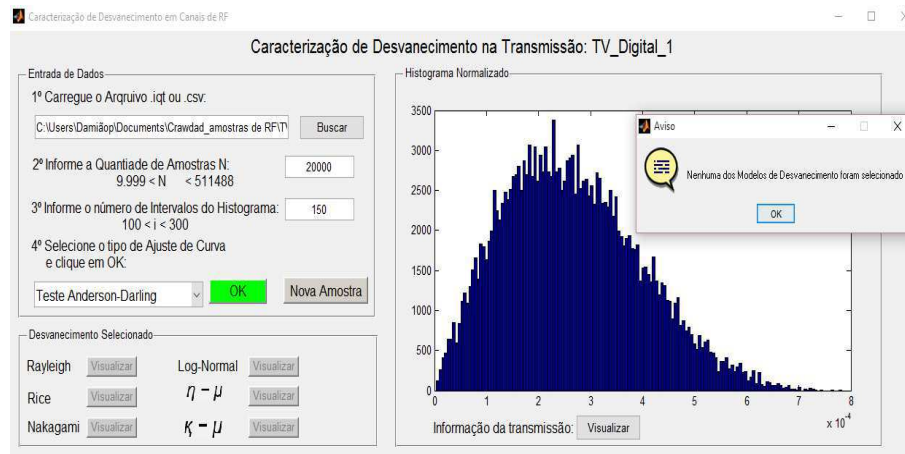 Caracterização de Desvanecimento em Canais de RF
Caracterização de Desvanecimento na Transmissão: TV_Digital_1
Entrada de Dados
1º Carregue o Arqruivo .iqt ou .csv:
C:\Users\Damiãop\Documents\Crawdad_amostras de RF\T\
Buscar
2º Informe a Quantiade de Amostras N:
9.999 < N < 511488
20000
3º Informe o número de Intervalos do Histograma:
100 < i < 300
150
4º Selecione o tipo de Ajuste de Curva
e clique em OK:
Teste Anderson-Darling
OK
Nova Amostra
Desvanecimento Selecionado
Rayleigh Visualizar Log-Normal Visualizar
Rice Visualizar η − μ Visualizar
Nakagami Visualizar κ − μ Visualizar
Histograma Normalizado
3500
3000
2500
2000
1500
1000
500
0
0 1 2 3 4 5 6 7 8
x 10⁻⁴
Informação da transmissão: Visualizar
Aviso
Nenhuma dos Modelos de Desvanecimento foram selecionado
OK